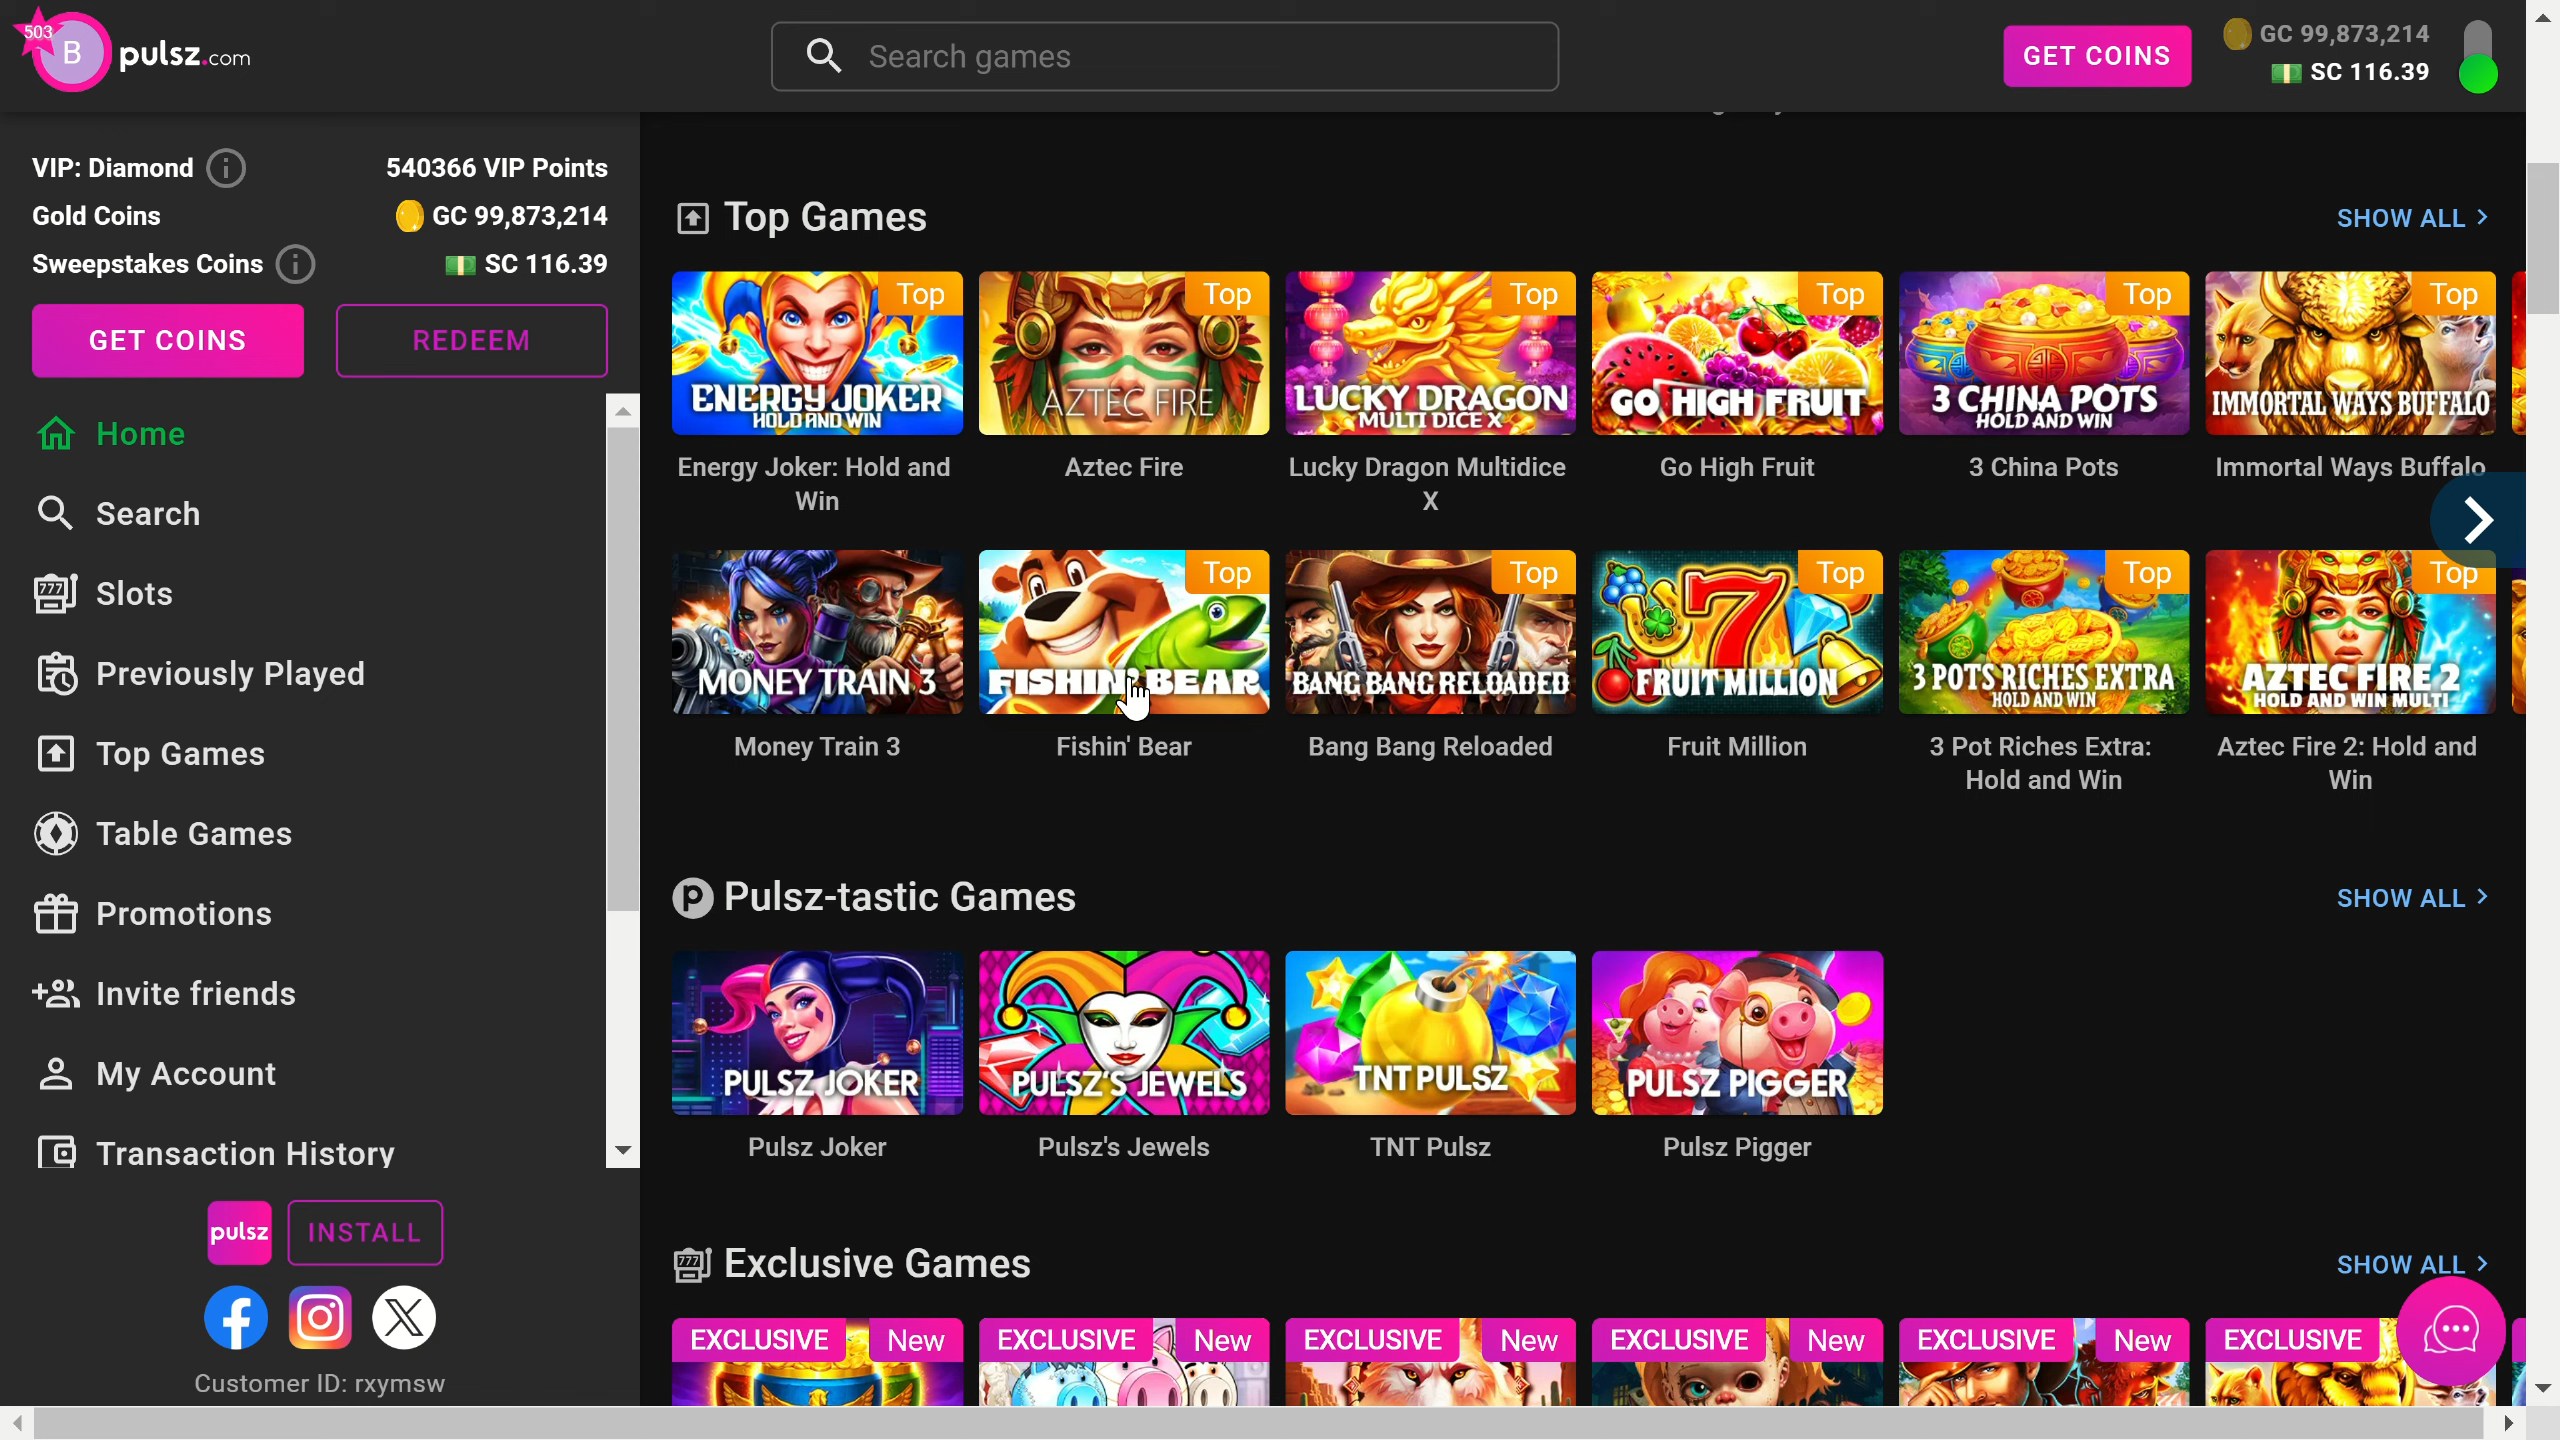 503
B
pulsz.com
Search games
GET COINS
GC 99,873,214
SC 116.39
VIP: Diamond
540366 VIP Points
Gold Coins
GC 99,873,214
Sweepstakes Coins
SC 116.39
GET COINS
REDEEM
Home
Search
Slots
Previously Played
Top Games
Table Games
Promotions
Invite friends
My Account
Transaction History
pulsz
INSTALL
Customer ID: rxymsw
Top Games
SHOW ALL
Top
Top
Top
Top
Top
Top
ENERGY JOKER
HOLD AND WIN
AZTEC FIRE
LUCKY DRAGON
MULTI DICE X
GO HIGH FRUIT
3 CHINA POTS
HOLD AND WIN
IMMORTAL WAYS BUFFALO
Energy Joker: Hold and
Win
Aztec Fire
Lucky Dragon Multidice
X
Go High Fruit
3 China Pots
Immortal Ways Buffalo
Top
Top
Top
Top
Top
MONEY TRAIN 3
FISHIN' BEAR
BANG BANG RELOADED
7
FRUIT MILLION
3 POTS RICHES EXTRA
HOLD AND WIN
AZTEC FIRE 2
HOLD AND WIN MULTI
Money Train 3
Fishin' Bear
Bang Bang Reloaded
Fruit Million
3 Pot Riches Extra:
Hold and Win
Aztec Fire 2: Hold and
Win
Pulsz-tastic Games
SHOW ALL
PULSZ JOKER
PULSZ'S JEWELS
TNT PULSZ
PULSZ PIGGER
Pulsz Joker
Pulsz's Jewels
TNT Pulsz
Pulsz Pigger
Exclusive Games
SHOW ALL
EXCLUSIVE New
EXCLUSIVE New
EXCLUSIVE New
EXCLUSIVE New
EXCLUSIVE New
EXCLUSIVE